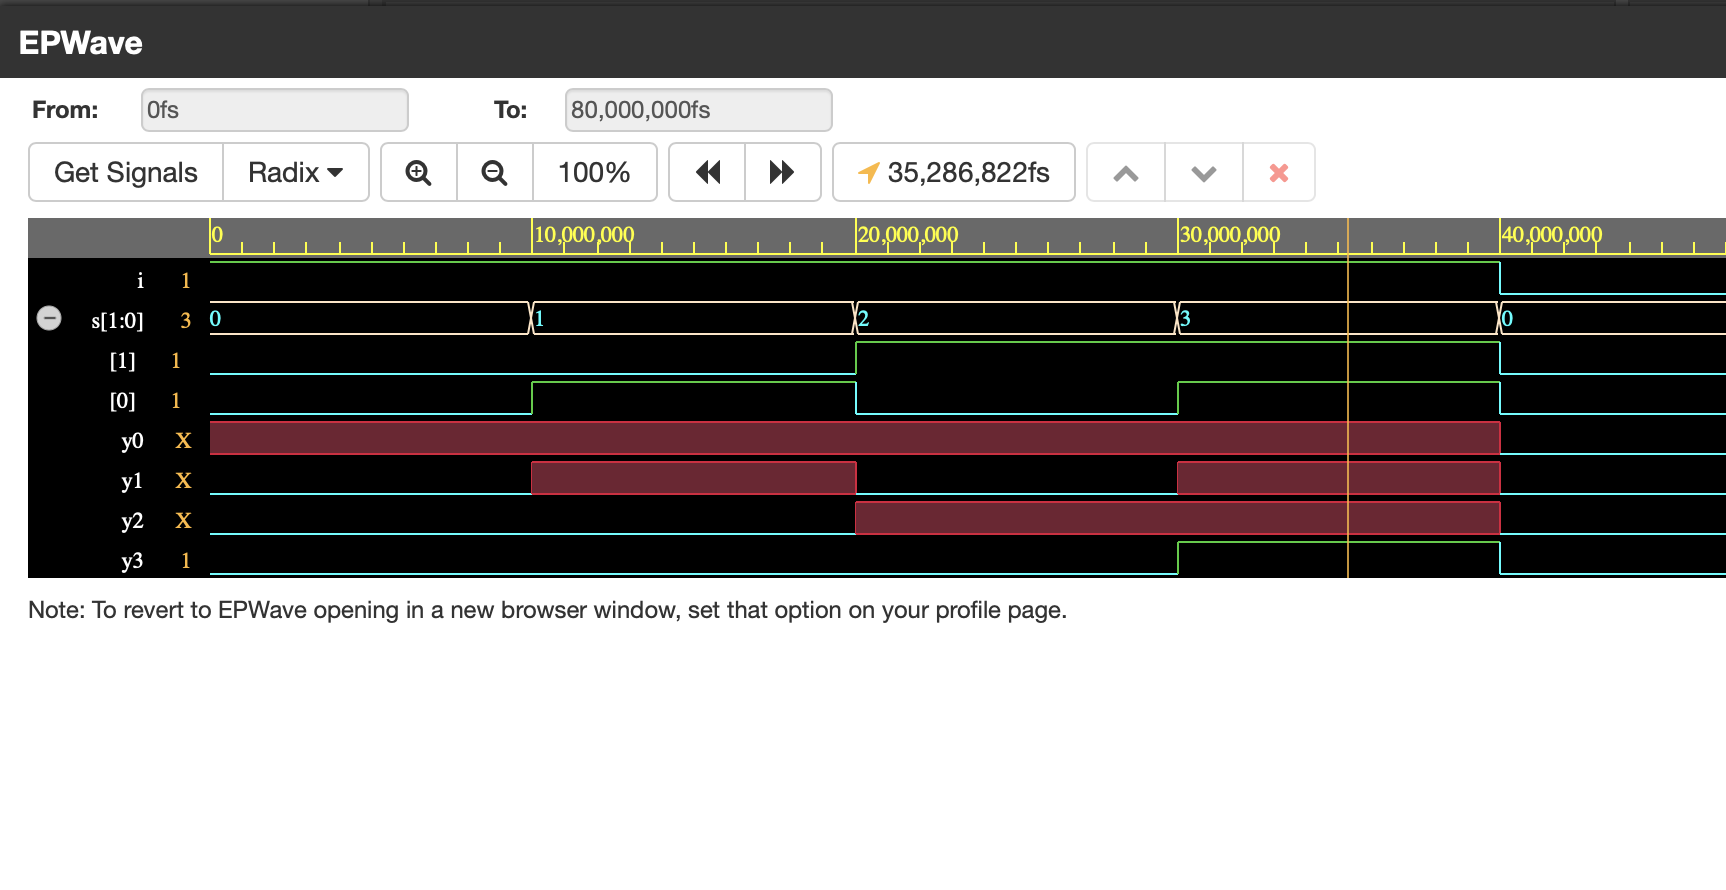 EPWave
From: 0fs To: 80,000,000fs
Get Signals Radix 100% 35,286,822fs
0 10,000,000 20,000,000 30,000,000 40,000,000
i 1
s[1:0] 3 0 1 2 3 0
[1] 1
[0] 1
y0 X
y1 X
y2 X
y3 1
Note: To revert to EPWave opening in a new browser window, set that option on your profile page.